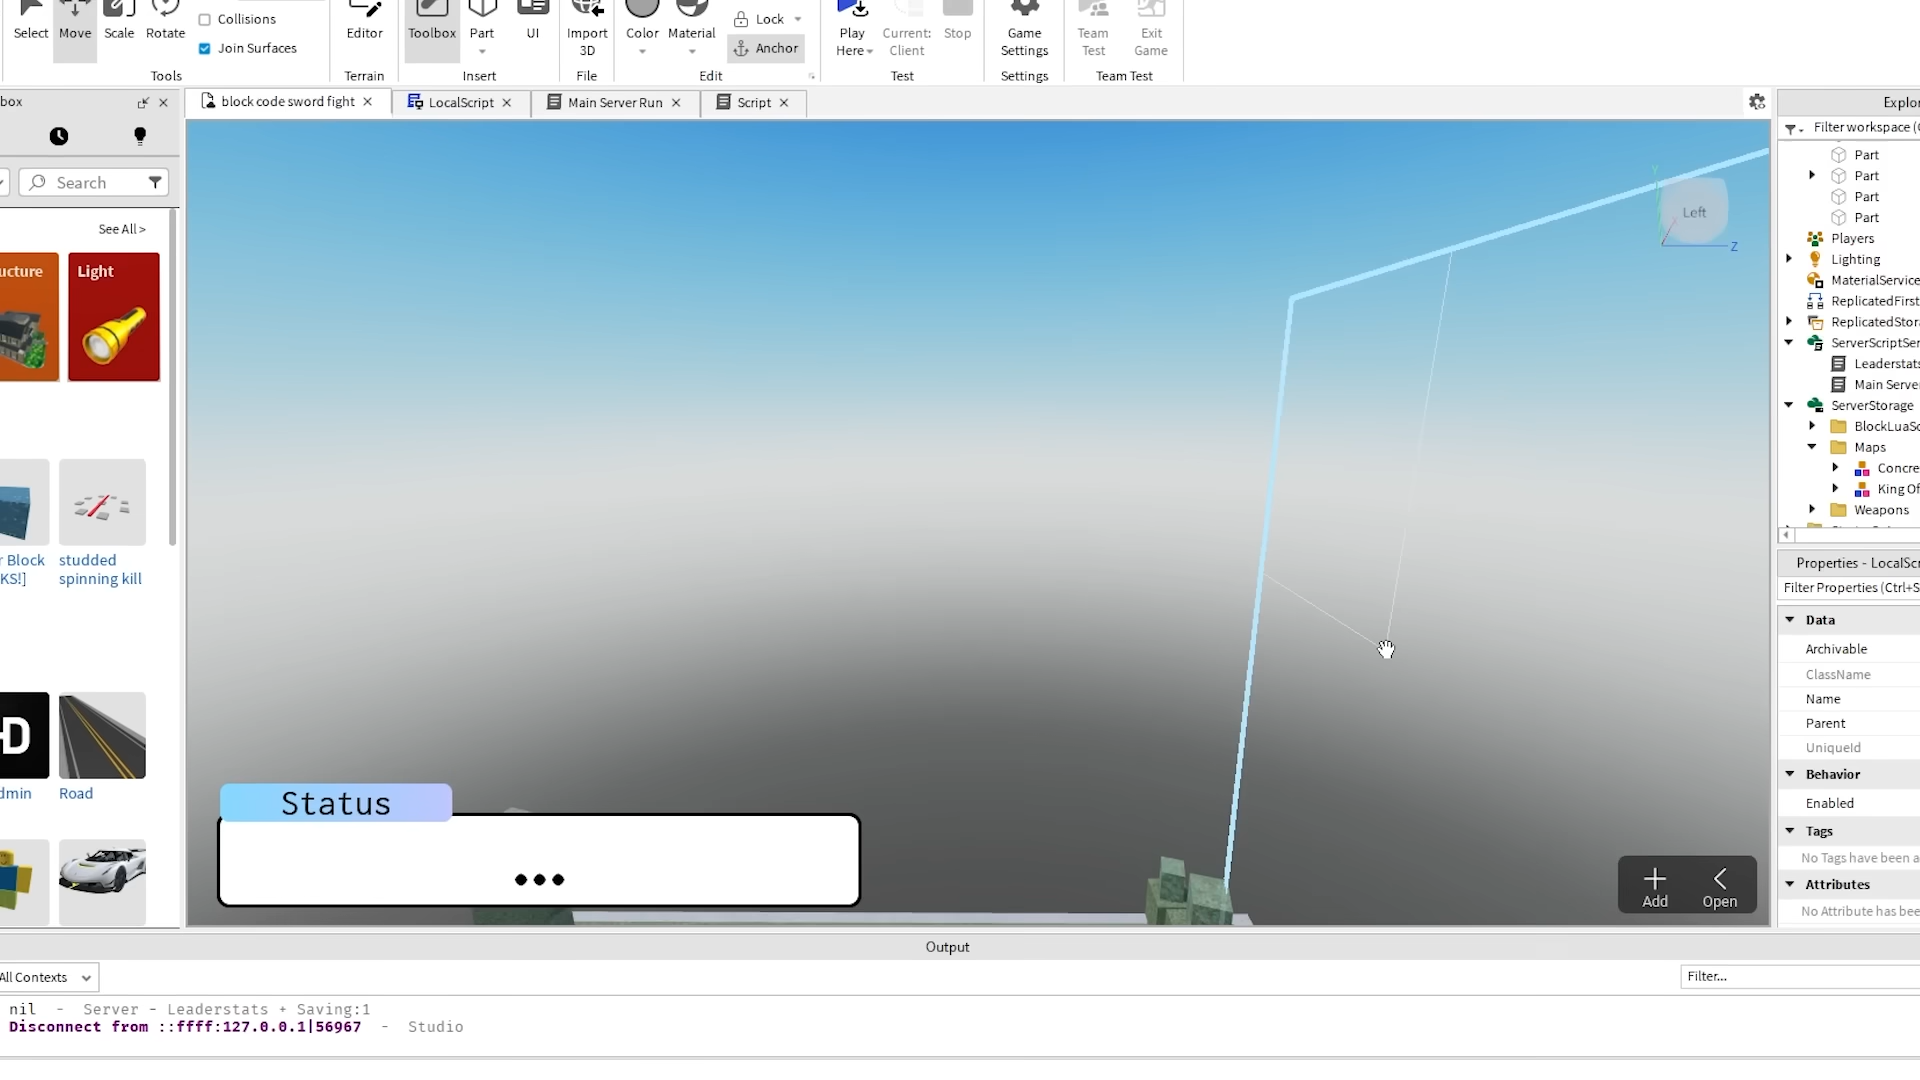 Select Move Scale Rotate
Collisions
Join Surfaces
Tools
Editor
Terrain
Toolbox Part UI
Insert
Import
3D
File
Color Material
Lock
Anchor
Edit
Play
Here
Current:
Client
Stop
Test
Game
Settings
Settings
Team
Test
Exit
Game
Team Test
box
block code sword fight
LocalScript
Main Server Run
Script
Search
See All >
ucture
Light
r Block
KS!]
studded
spinning kill
dmin
Road
Left
Y
Z
Status
...
Add
Open
Explor
Filter workspace (C
Part
Part
Part
Part
Players
Lighting
MaterialService
ReplicatedFirst
ReplicatedStora
ServerScriptSer
Leaderstats
Main Server
ServerStorage
BlockLuaSc
Maps
Concre
King Of
Weapons
Properties - LocalScr
Filter Properties (Ctrl+S
Data
Archivable
ClassName
Name
Parent
UniqueId
Behavior
Enabled
Tags
No Tags have been a
Attributes
No Attribute has bee
Output
All Contexts
Filter...
nil - Server - Leaderstats + Saving:1
Disconnect from ::ffff:127.0.0.1|56967 - Studio